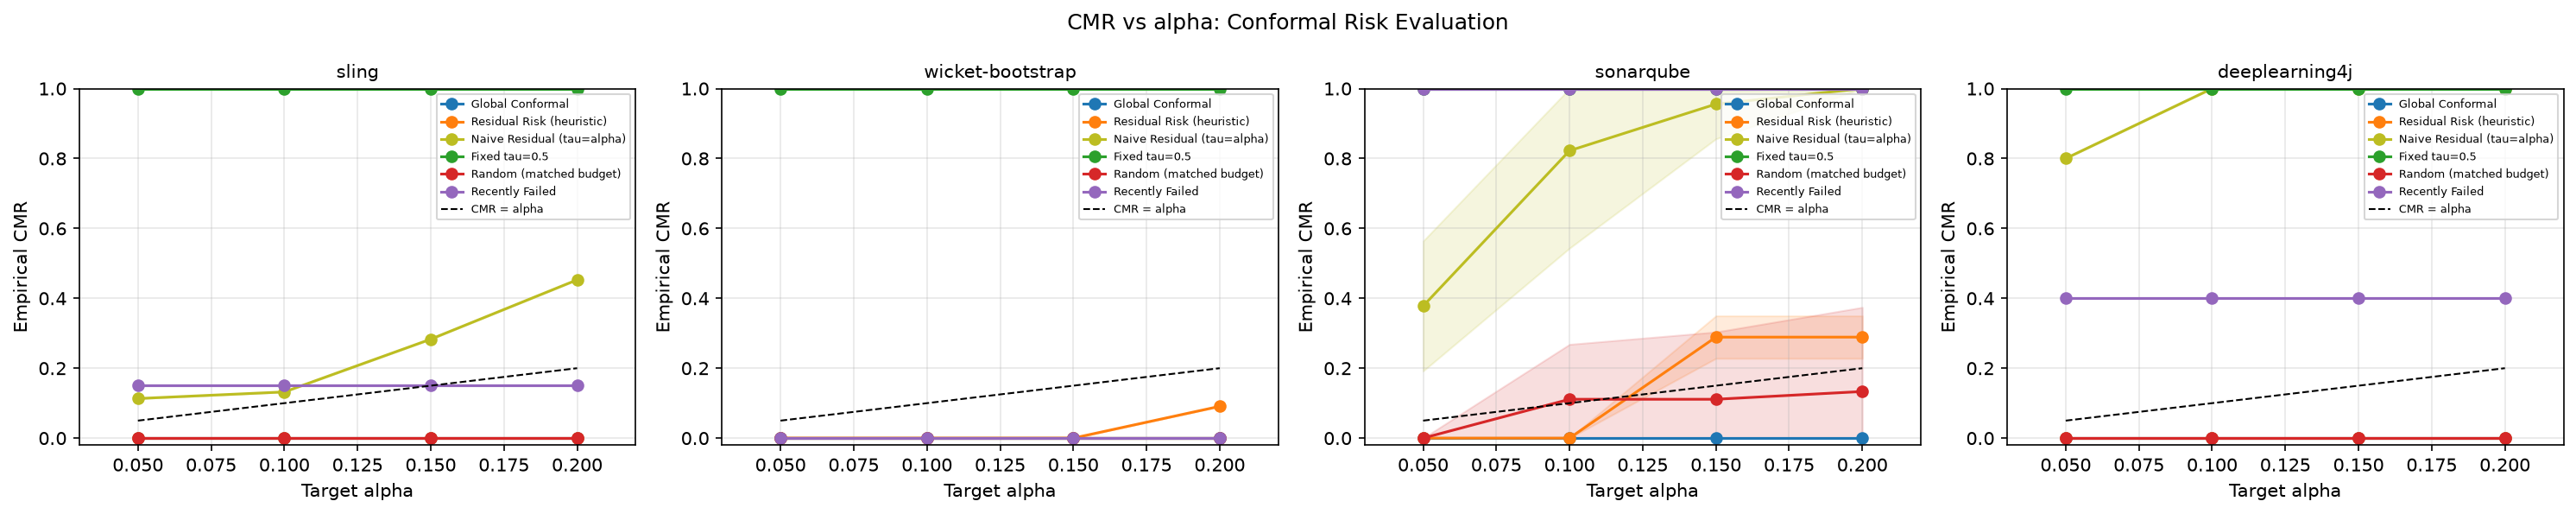 CMR vs alpha: Conformal Risk Evaluation
sling
Empirical CMR
1.0
0.8
0.6
0.4
0.2
0.0
Global Conformal
Residual Risk (heuristic)
Naive Residual (tau=alpha)
Fixed tau=0.5
Random (matched budget)
Recently Failed
CMR = alpha
0.050 0.075 0.100 0.125 0.150 0.175 0.200
Target alpha
wicket-bootstrap
Empirical CMR
1.0
0.8
0.6
0.4
0.2
0.0
Global Conformal
Residual Risk (heuristic)
Naive Residual (tau=alpha)
Fixed tau=0.5
Random (matched budget)
Recently Failed
CMR = alpha
0.050 0.075 0.100 0.125 0.150 0.175 0.200
Target alpha
sonarqube
Empirical CMR
1.0
0.8
0.6
0.4
0.2
0.0
Global Conformal
Residual Risk (heuristic)
Naive Residual (tau=alpha)
Fixed tau=0.5
Random (matched budget)
Recently Failed
CMR = alpha
0.050 0.075 0.100 0.125 0.150 0.175 0.200
Target alpha
deeplearning4j
Empirical CMR
1.0
0.8
0.6
0.4
0.2
0.0
Global Conformal
Residual Risk (heuristic)
Naive Residual (tau=alpha)
Fixed tau=0.5
Random (matched budget)
Recently Failed
CMR = alpha
0.050 0.075 0.100 0.125 0.150 0.175 0.200
Target alpha